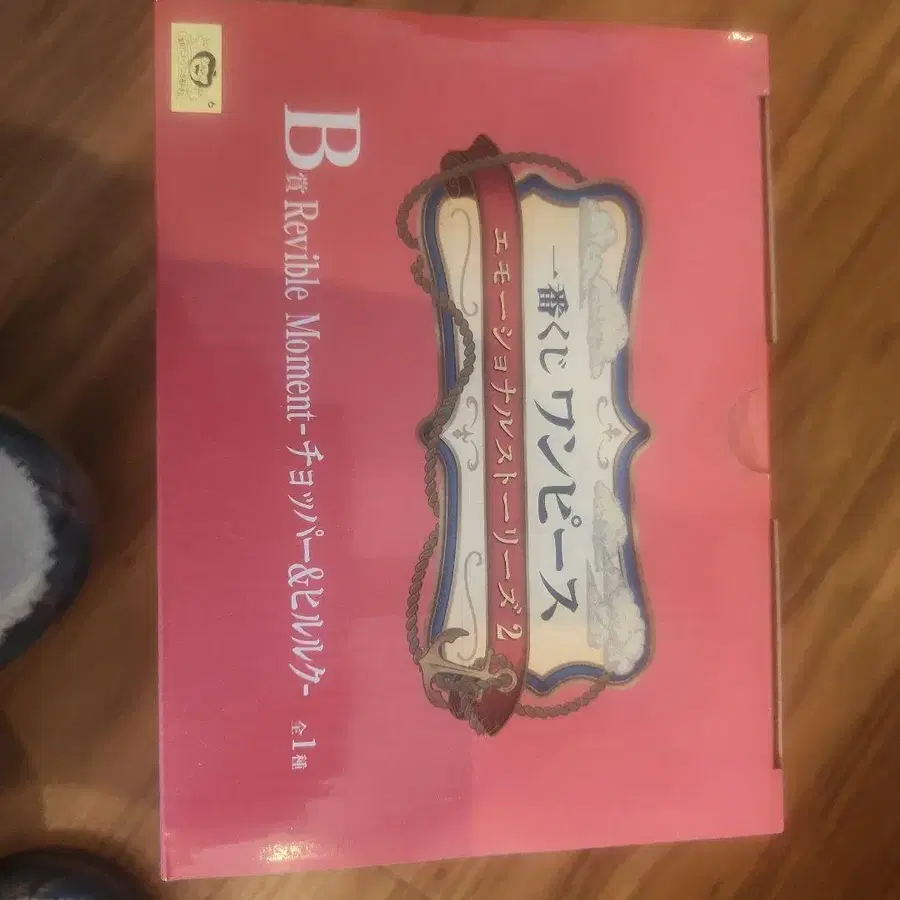 一番くじ ワンピース
エモーショナルストーリーズ2
B賞 Revible Moment-チョッパー&ヒルルク-
全1種